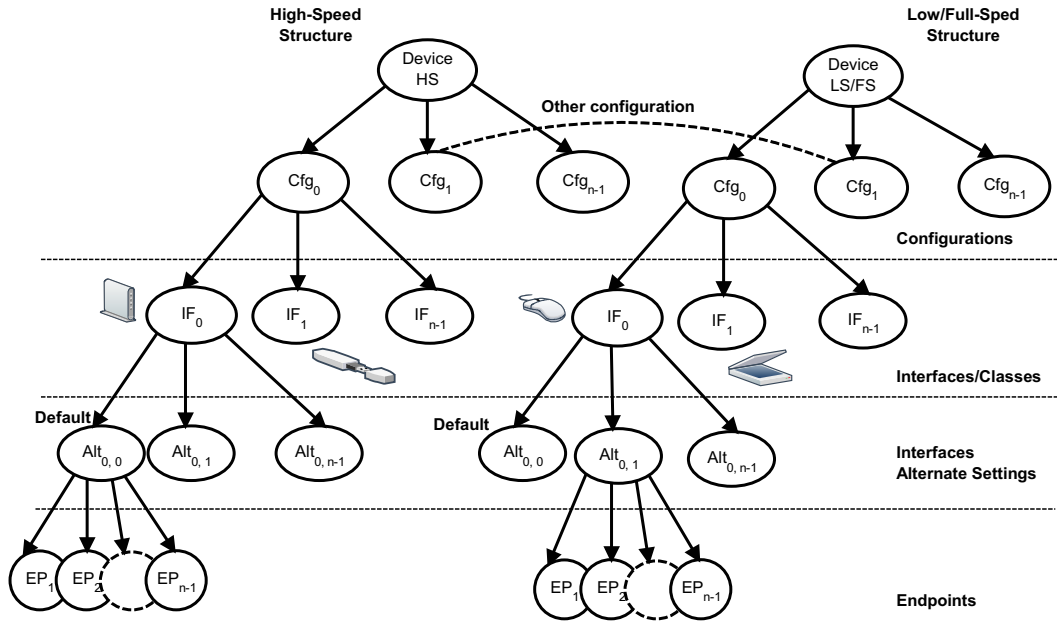 High-Speed
Structure
Low/Full-Sped
Structure
Device
HS
Device
LS/FS
Other configuration
Cfg0
Cfg1
Cfgn-1
Cfg0
Cfg1
Cfgn-1
Configurations
IF0
IF1
IFn-1
IF0
IF1
IFn-1
Interfaces/Classes
Default
Default
Alt0, 0
Alt0, 1
Alt0, n-1
Alt0, 0
Alt0, 1
Alt0, n-1
Interfaces
Alternate Settings
EP1
EP2
EPn-1
EP1
EP2
EPn-1
Endpoints